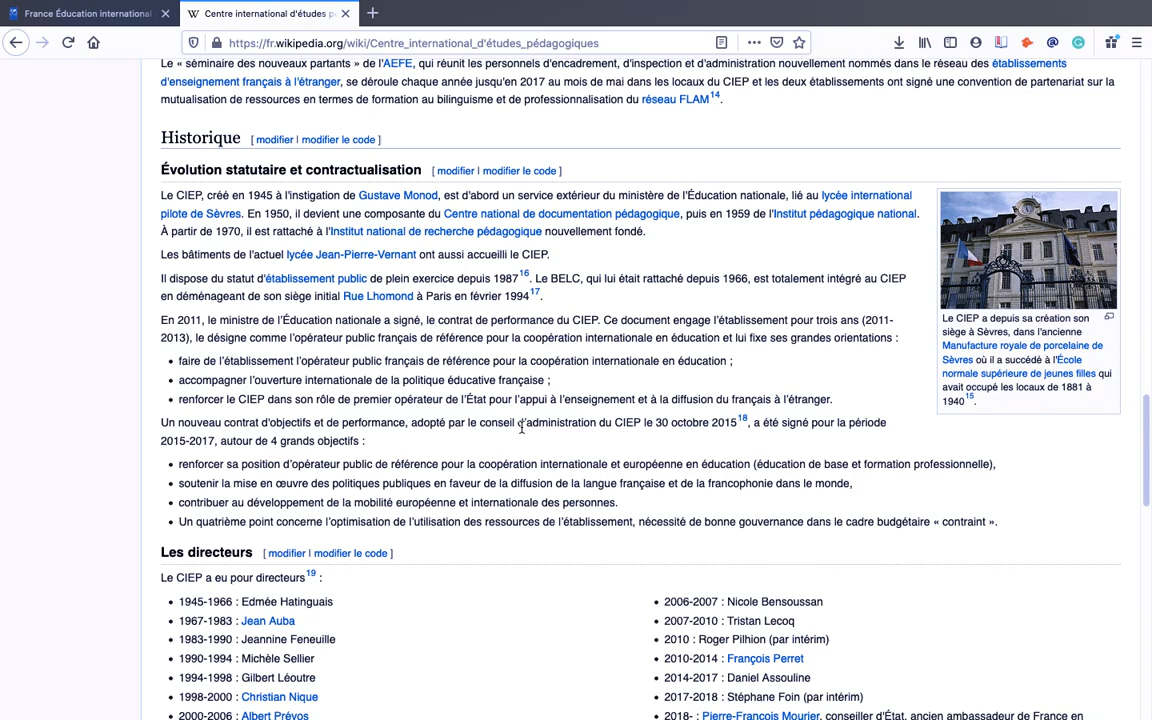 France Éducation international
Centre international d'études p
https://fr.wikipedia.org/wiki/Centre_international_d'études_pédagogiques
Le « séminaire des nouveaux partants » de l'AEFE, qui réunit les personnels d'encadrement, d'inspection et d'administration nouvellement nommés dans le réseau des établissements
d'enseignement français à l'étranger, se déroule chaque année jusqu'en 2017 au mois de mai dans les locaux du CIEP et les deux établissements ont signé une convention de partenariat sur la
mutualisation de ressources en termes de formation au bilinguisme et de professionnalisation du réseau FLAM 14.
Historique [ modifier | modifier le code ]
Évolution statutaire et contractualisation [ modifier | modifier le code ]
Le CIEP, créé en 1945 à l'instigation de Gustave Monod, est d'abord un service extérieur du ministère de l'Éducation nationale, lié au lycée international
pilote de Sèvres. En 1950, il devient une composante du Centre national de documentation pédagogique, puis en 1959 de l'Institut pédagogique national.
À partir de 1970, il est rattaché à l'Institut national de recherche pédagogique nouvellement fondé.
Les bâtiments de l'actuel lycée Jean-Pierre-Vernant ont aussi accueilli le CIEP.
Il dispose du statut d'établissement public de plein exercice depuis 1987 16. Le BELC, qui lui était rattaché depuis 1966, est totalement intégré au CIEP
en déménageant de son siège initial Rue Lhomond à Paris en février 1994 17.
En 2011, le ministre de l'Éducation nationale a signé, le contrat de performance du CIEP. Ce document engage l'établissement pour trois ans (2011-
2013), le désigne comme l'opérateur public français de référence pour la coopération internationale en éducation et lui fixe ses grandes orientations :
• faire de l'établissement l'opérateur public français de référence pour la coopération internationale en éducation ;
• accompagner l'ouverture internationale de la politique éducative française ;
• renforcer le CIEP dans son rôle de premier opérateur de l'État pour l'appui à l'enseignement et à la diffusion du français à l'étranger.
Un nouveau contrat d'objectifs et de performance, adopté par le conseil d'administration du CIEP le 30 octobre 2015 18, a été signé pour la période
2015-2017, autour de 4 grands objectifs :
• renforcer sa position d'opérateur public de référence pour la coopération internationale et européenne en éducation (éducation de base et formation professionnelle),
• soutenir la mise en œuvre des politiques publiques en faveur de la diffusion de la langue française et de la francophonie dans le monde,
• contribuer au développement de la mobilité européenne et internationale des personnes.
• Un quatrième point concerne l'optimisation de l'utilisation des ressources de l'établissement, nécessité de bonne gouvernance dans le cadre budgétaire « contraint ».
Le CIEP a depuis sa création son
siège à Sèvres, dans l'ancienne
Manufacture royale de porcelaine de
Sèvres où il a succédé à l'École
normale supérieure de jeunes filles qui
avait occupé les locaux de 1881 à
1940 15.
Les directeurs [ modifier | modifier le code ]
Le CIEP a eu pour directeurs 19 :
• 1945-1966 : Edmée Hatinguais
• 1967-1983 : Jean Auba
• 1983-1990 : Jeannine Feneuille
• 1990-1994 : Michèle Sellier
• 1994-1998 : Gilbert Léoutre
• 1998-2000 : Christian Nique
• 2000-2006 : Albert Prévos
• 2006-2007 : Nicole Bensoussan
• 2007-2010 : Tristan Lecoq
• 2010 : Roger Pilhion (par intérim)
• 2010-2014 : François Perret
• 2014-2017 : Daniel Assouline
• 2017-2018 : Stéphane Foin (par intérim)
• 2018- : Pierre-François Mourier, conseiller d'État, ancien ambassadeur de France en